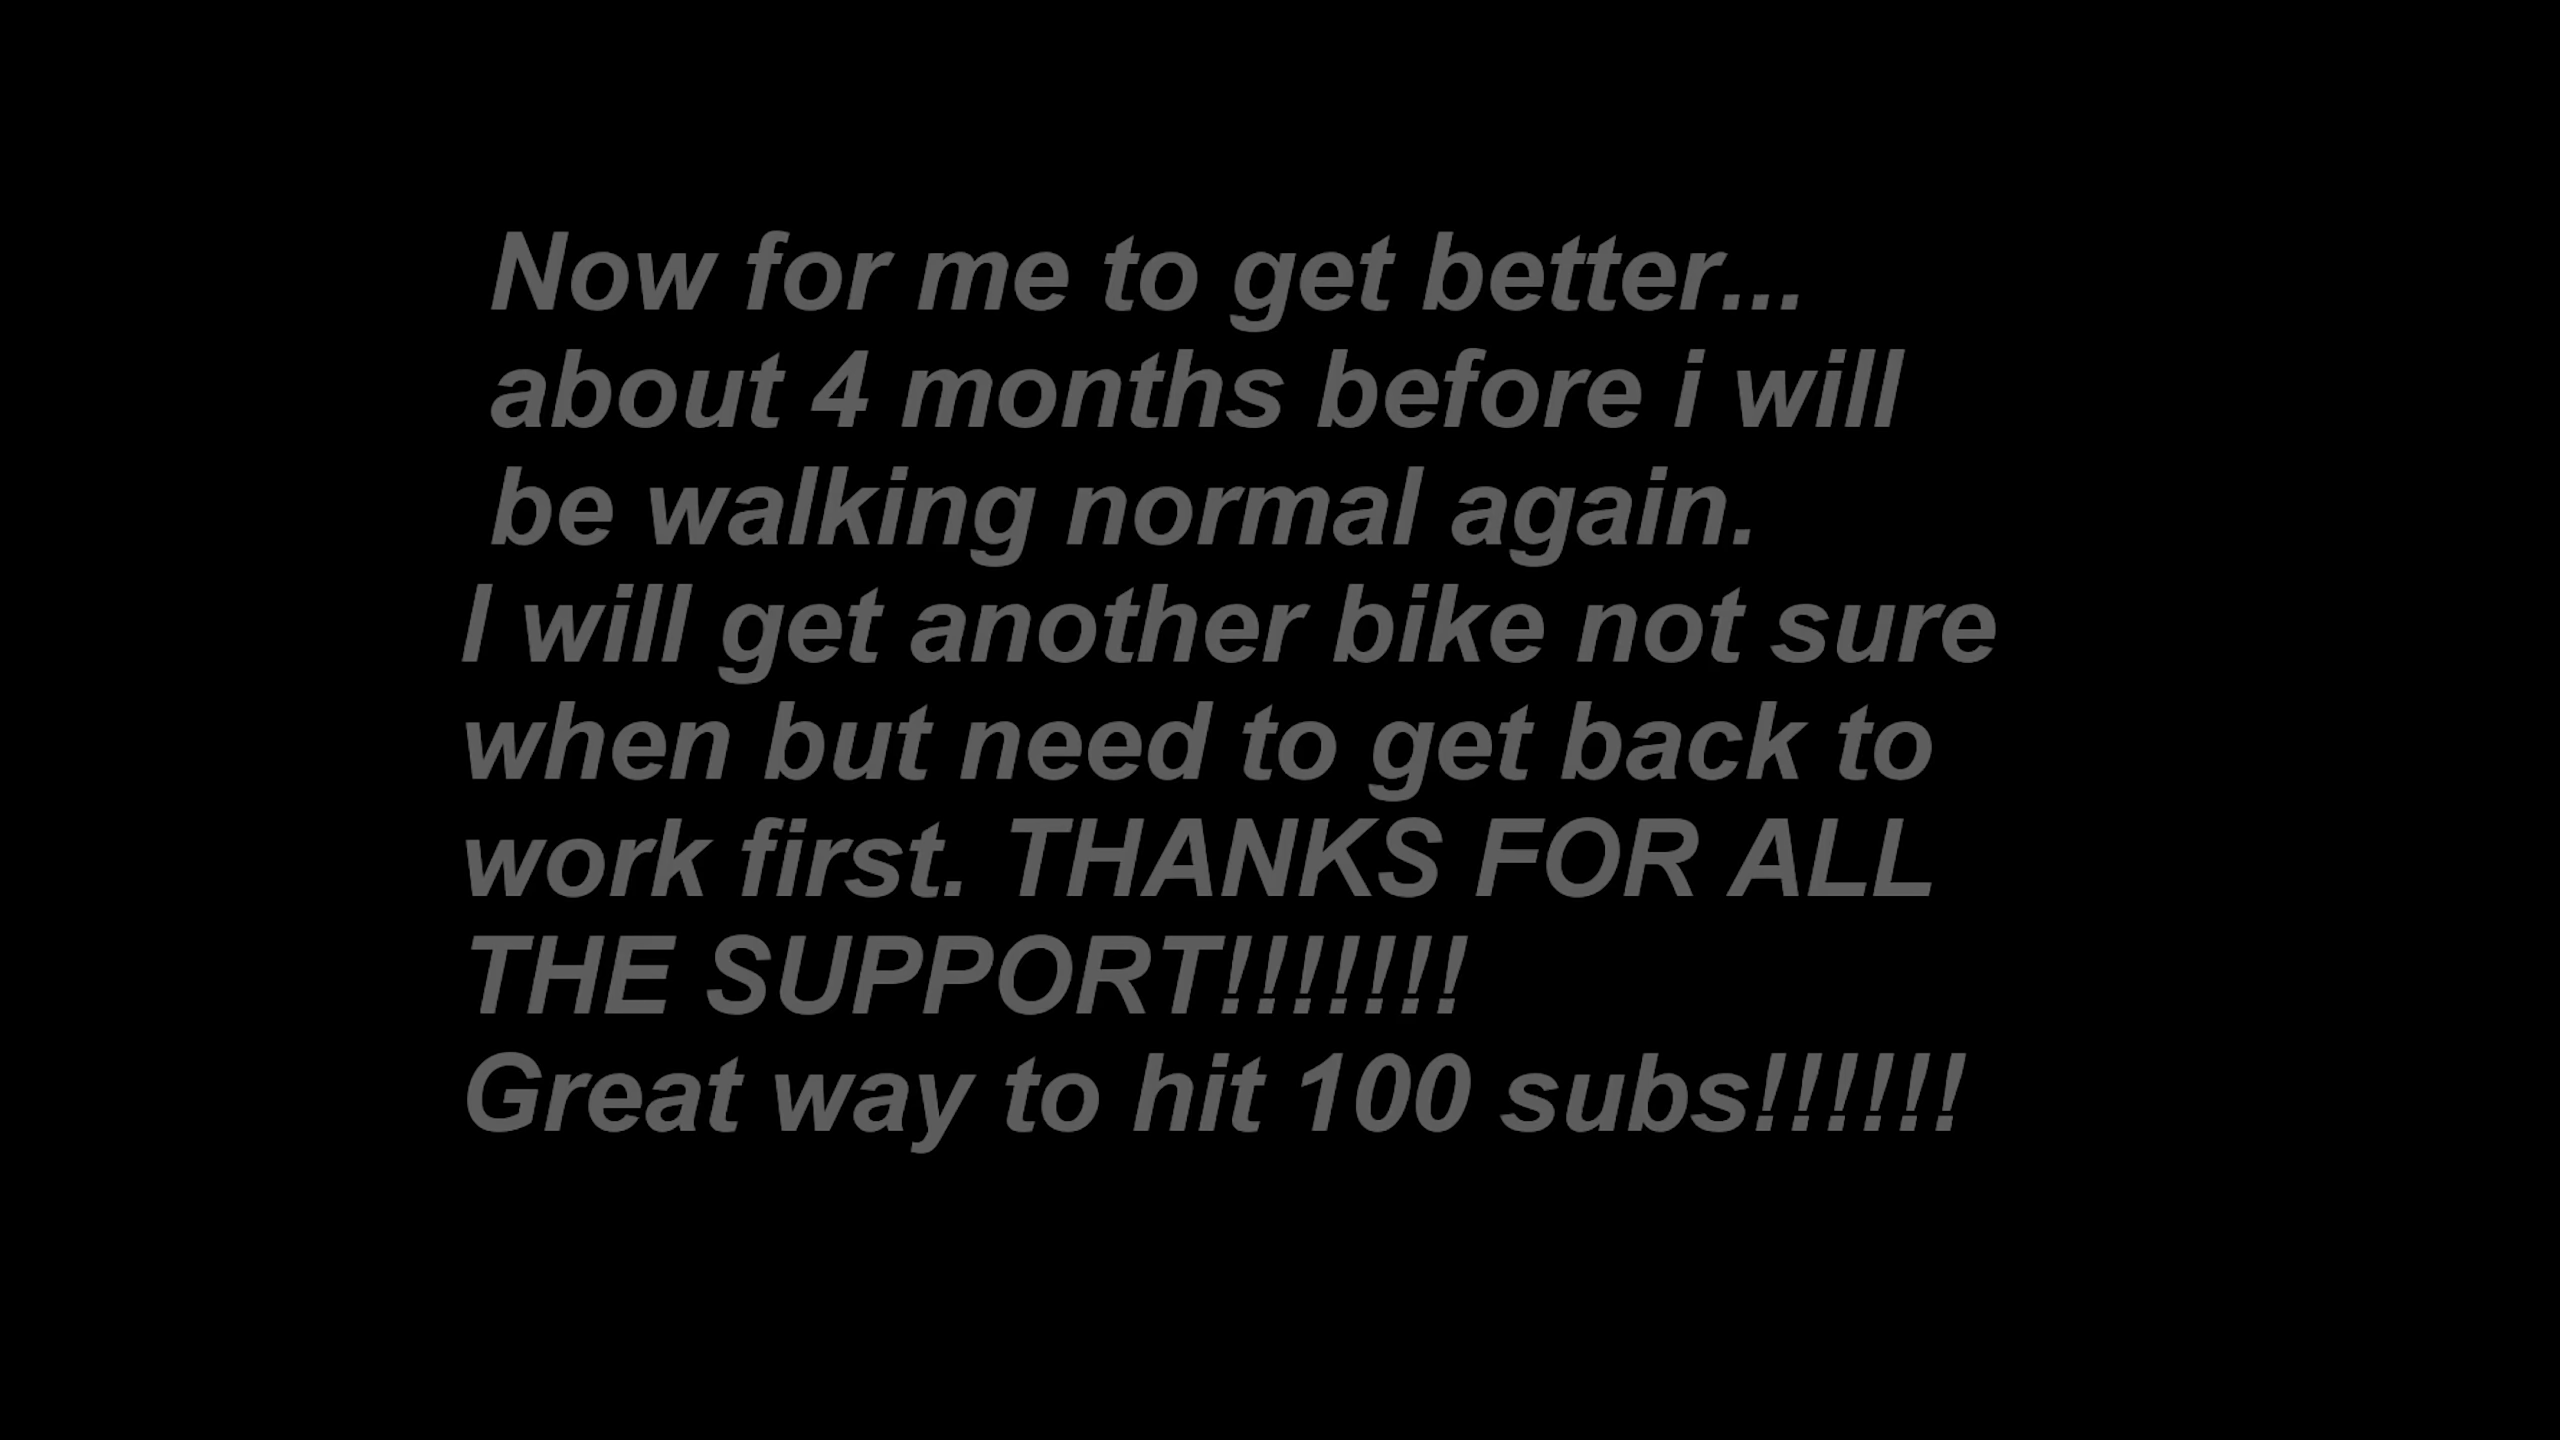 Now for me to get better...
about 4 months before i will
be walking normal again.
I will get another bike not sure
when but need to get back to
work first. THANKS FOR ALL
THE SUPPORT!!!!!!!
Great way to hit 100 subs!!!!!!